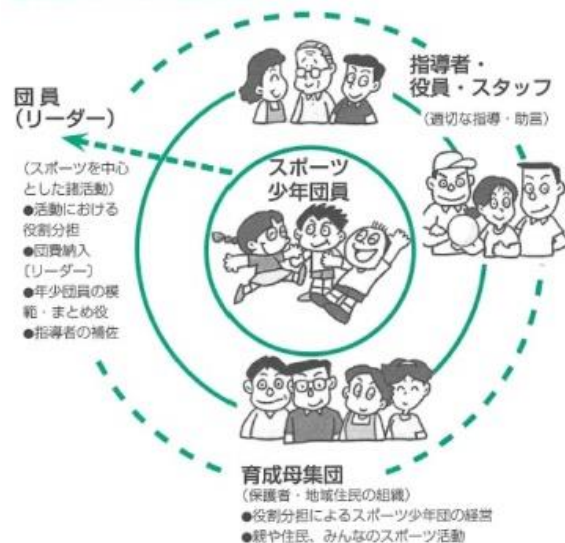 団員
(リーダー)
(スポーツを中心
とした諸活動)
●活動における
役割分担
●団費納入
〔リーダー〕
●年少団員の模
範・まとめ役
●指導者の補佐
スポーツ
少年団員
指導者・
役員・スタッフ
(適切な指導・助言)
育成母集団
(保護者・地域住民の組織)
●役割分担によるスポーツ少年団の経営
●親や住民、みんなのスポーツ活動